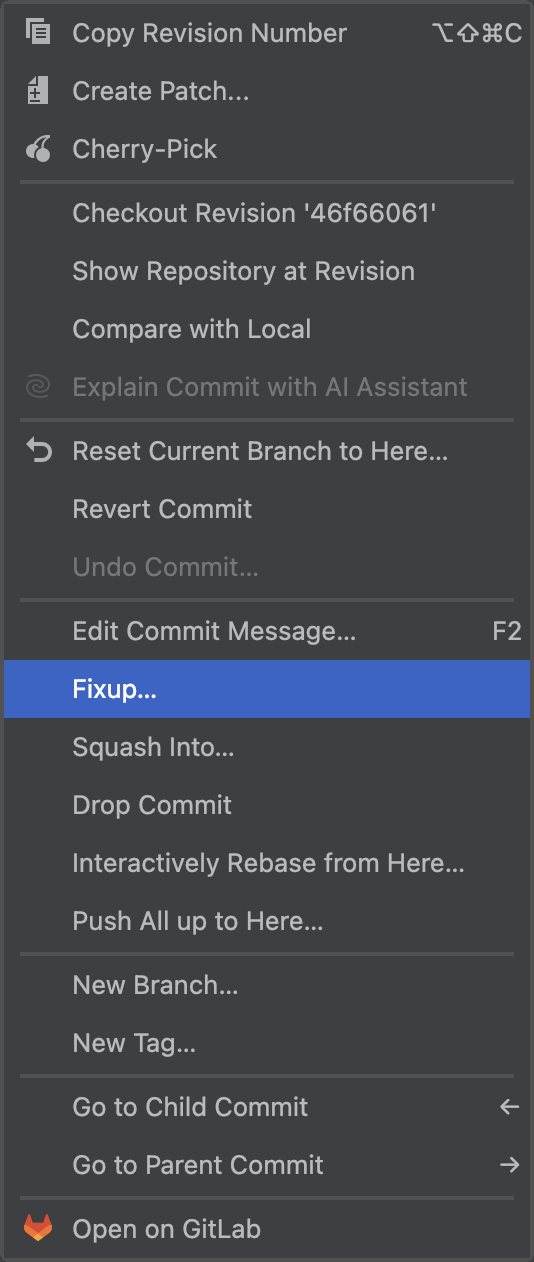 Copy Revision Number ⌥⇧⌘C
Create Patch...
Cherry-Pick
Checkout Revision '46f66061'
Show Repository at Revision
Compare with Local
Explain Commit with AI Assistant
Reset Current Branch to Here...
Revert Commit
Undo Commit...
Edit Commit Message... F2
Fixup...
Squash Into...
Drop Commit
Interactively Rebase from Here...
Push All up to Here...
New Branch...
New Tag...
Go to Child Commit ←
Go to Parent Commit →
Open on GitLab